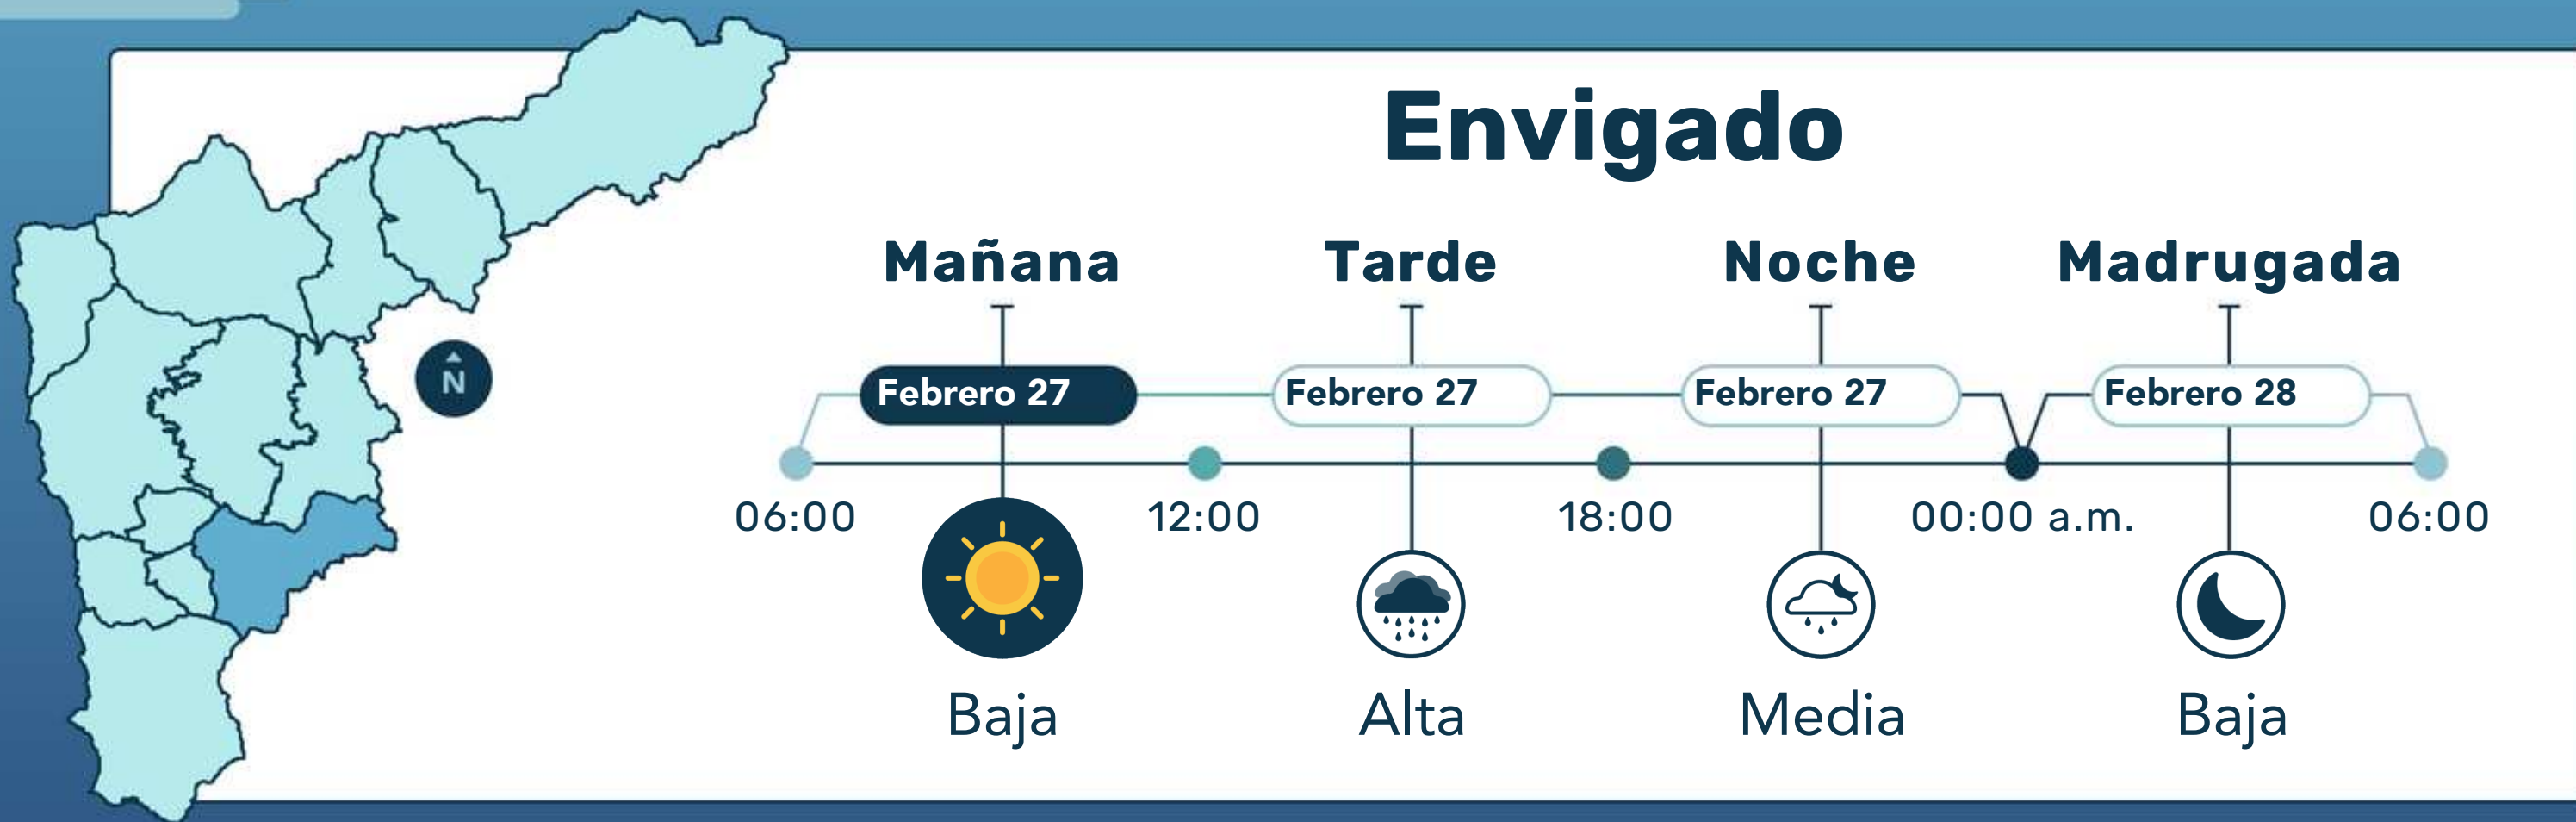 Envigado
Mañana Tarde Noche Madrugada
Febrero 27 Febrero 27 Febrero 27 Febrero 28
N
06:00 12:00 18:00 00:00 a.m. 06:00
Baja Alta Media Baja